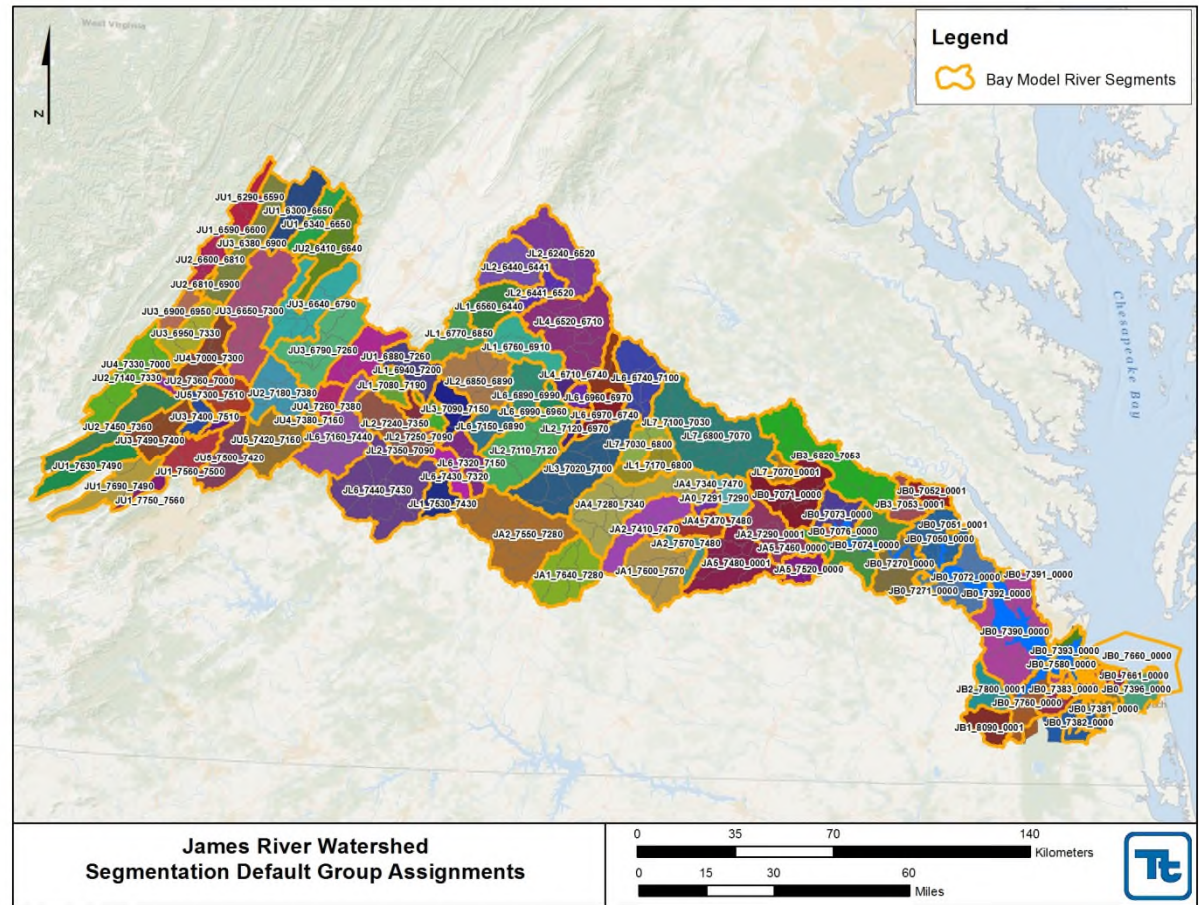 West Virginia
Legend
Bay Model River Segments
N
Chesapeake Bay
JU1_6290_6590
JU1_6300_6650
JU1_6590_6600
JU1_6340_6650
JU3_6380_6900
JU2_6410_6640
JU2_6600_6810
JU2_6810_6900
JU3_6640_6790
JU3_6900_6950
JU3_6650_7300
JU3_6950_7330
JU3_6790_7260
JU4_7000_7300
JU4_7330_7000
JU2_7140_7330
JU2_7360_7000
JU5_7300_7510
JU2_7180_7380
JU3_7400_7510
JU2_7450_7360
JU3_7490_7400
JU5_7420_7160
JU5_7500_7420
JU1_7630_7490
JU1_7560_7500
JU1_7690_7490
JU1_7750_7560
JU1_6880_7260
JL1_6940_7200
JL1_7080_7190
JU4_7260_7380
JU4_7380_7160
JL2_7240_7350
JL6_7160_7440
JL2_7250_7090
JL2_7350_7090
JL6_7440_7430
JL1_7530_7430
JL6_7430_7320
JL6_7320_7150
JL2_6240_6520
JL2_6440_6441
JL2_6441_6520
JL1_6560_6440
JL4_6520_6710
JL1_6770_6850
JL1_6760_6910
JL2_6850_6890
JL4_6710_6740
JL6_6740_7100
JL6_6890_6990
JL6_6960_6970
JL3_7090_7150
JL6_6990_6960
JL6_6970_6740
JL6_7150_6890
JL2_7120_6970
JL7_7100_7030
JL7_6800_7070
JL2_7110_7120
JL7_7030_6800
JL3_7020_7100
JL1_7170_6800
JB3_6820_7053
JL7_7070_0001
JA4_7340_7470
JA0_7291_7290
JB0_7071_0000
JB0_7052_0001
JB3_7053_0001
JA4_7280_7340
JB0_7073_0000
JA2_7410_7470
JA4_7470_7480
JB0_7076_0000
JB0_7051_0001
JA2_7550_7280
JA2_7290_0001
JB0_7074_0000
JB0_7050_0000
JA2_7570_7480
JA5_7460_0000
JB0_7270_0000
JA1_7600_7570
JA5_7480_0001
JA5_7520_0000
JB0_7072_0000
JB0_7391_0000
JA1_7640_7280
JB0_7271_0000
JB0_7392_0000
JB0_7390_0000
JB0_7393_0000
JB0_7660_0000
JB0_7580_0000
JB0_7661_0000
JB2_7800_0001
JB0_7383_0000
JB0_7396_0000
JB0_7760_0000
JB0_7381_0000
JB1_8090_0001
JB0_7382_0000
James River Watershed
Segmentation Default Group Assignments
0 35 70 140
Kilometers
0 15 30 60
Miles
Tt